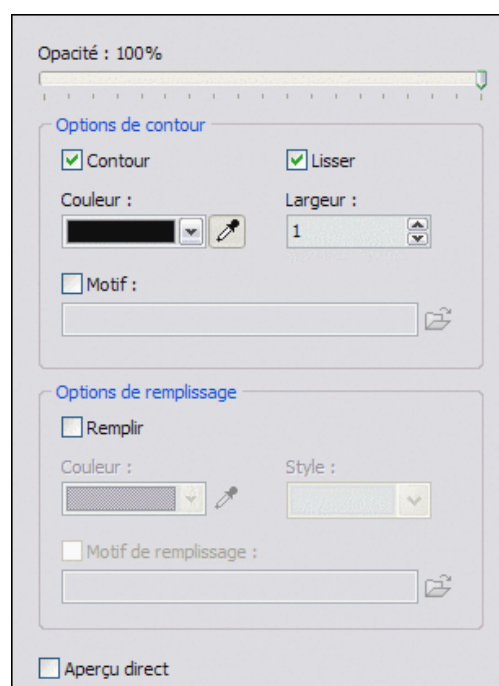 Opacité : 100%
Options de contour
Contour
Lisser
Couleur :
Largeur :
1
Motif :
Options de remplissage
Remplir
Couleur :
Style :
Motif de remplissage :
Aperçu direct